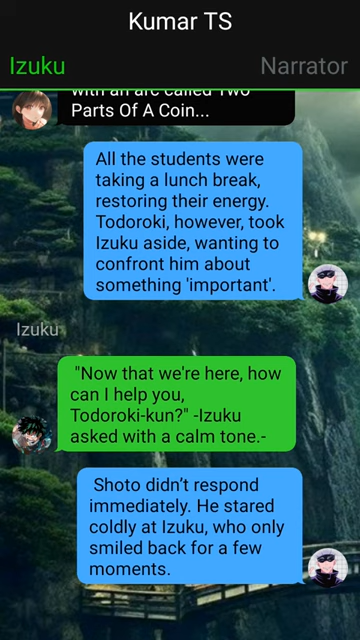 Kumar TS
Izuku
Narrator
with an arc called Two
Parts Of A Coin...
All the students were
taking a lunch break,
restoring their energy.
Todoroki, however, took
Izuku aside, wanting to
confront him about
something 'important'.
Izuku
"Now that we're here, how
can I help you,
Todoroki-kun?" -Izuku
asked with a calm tone.-
Shoto didn’t respond
immediately. He stared
coldly at Izuku, who only
smiled back for a few
moments.